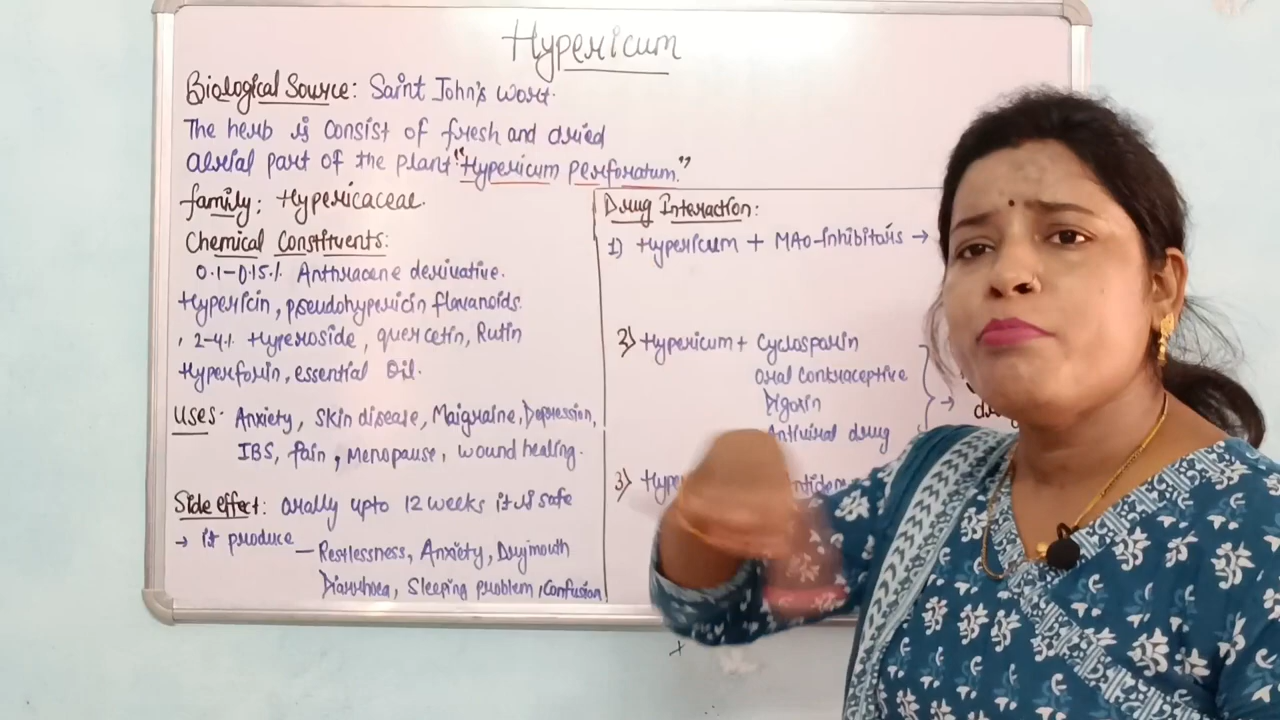 Hypericum
Biological Source: Saint John's wort.
The herb is consist of fresh and dried
aerial part of the plant "Hypericum Perforatum."
family: Hypericaceae.
Chemical Constituents:
0.1-0.15% Anthracene derivative.
Hypericin, pseudohypericin flavanoids.
2-4% Hyperoside, quercetin, Rutin
Hyperforin, essential Oil.
Uses- Anxiety, Skin disease, Maigraine, Depression,
IBS, Pain, Menopause, wound healing.
Side effect: Orally upto 12 weeks it is safe
→ it produce – Restlessness, Anxiety, Drymouth
Diarrhoea, Sleeping problem, Confusion
Drug Interaction:
1) Hypericum + MAO-inhibitors →
2) Hypericum + Cyclosporin
Oral contraceptive
Digoxin
Antiviral drug
→
3)